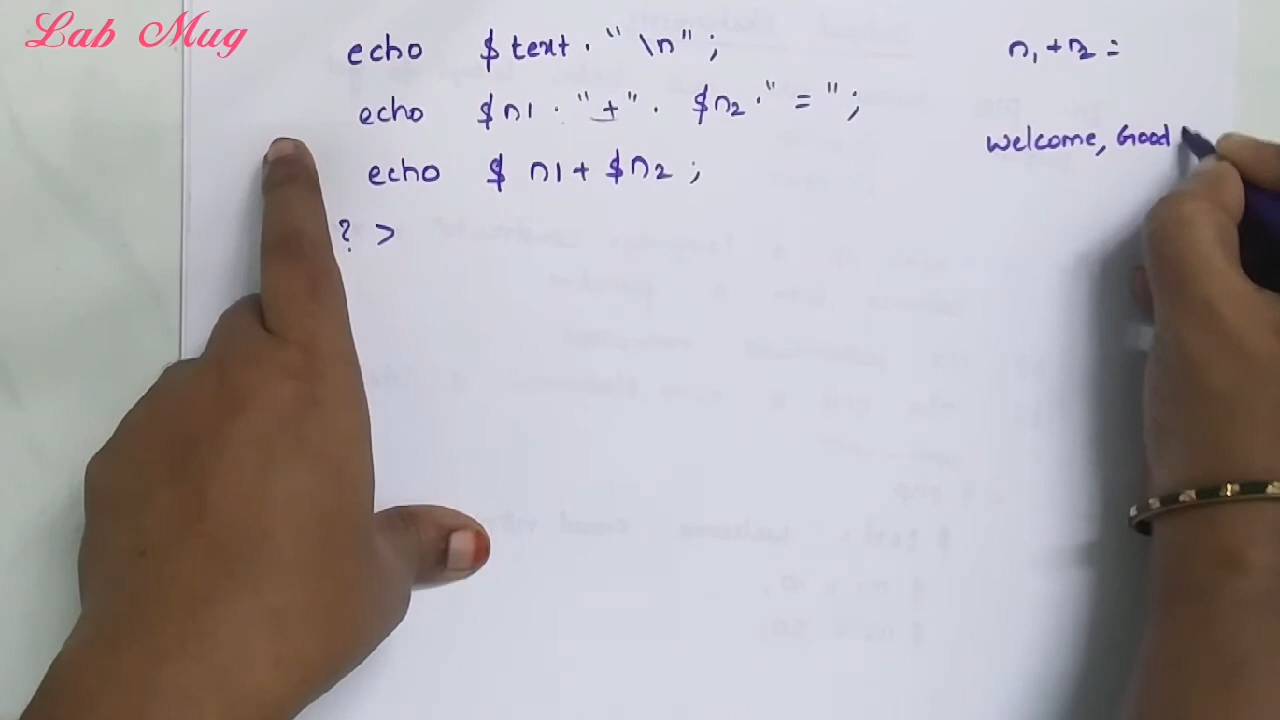 Lab Mug
echo $text."\n";
echo $n1."+".$n2."=";
echo $n1+$n2;
?>
n1+n2=
Welcome, Good